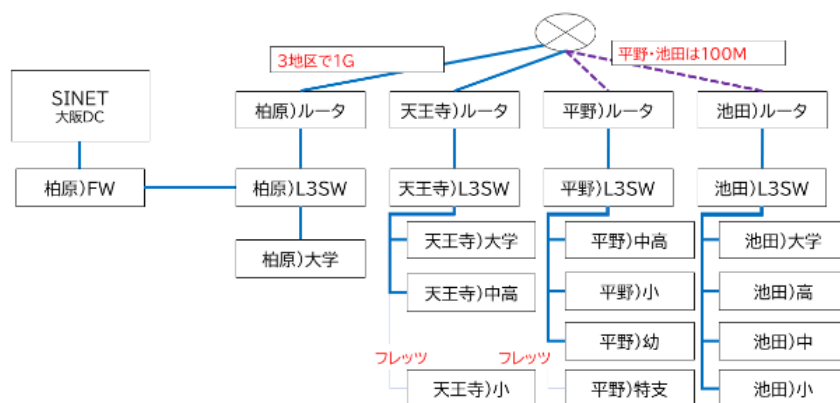 3地区で1G
平野・池田は100M
SINET
大阪DC
柏原)ルータ
天王寺)ルータ
平野)ルータ
池田)ルータ
柏原)FW
柏原)L3SW
天王寺)L3SW
平野)L3SW
池田)L3SW
柏原)大学
天王寺)大学
平野)中高
池田)大学
天王寺)中高
平野)小
池田)高
平野)幼
池田)中
フレッツ
フレッツ
天王寺)小
平野)特支
池田)小